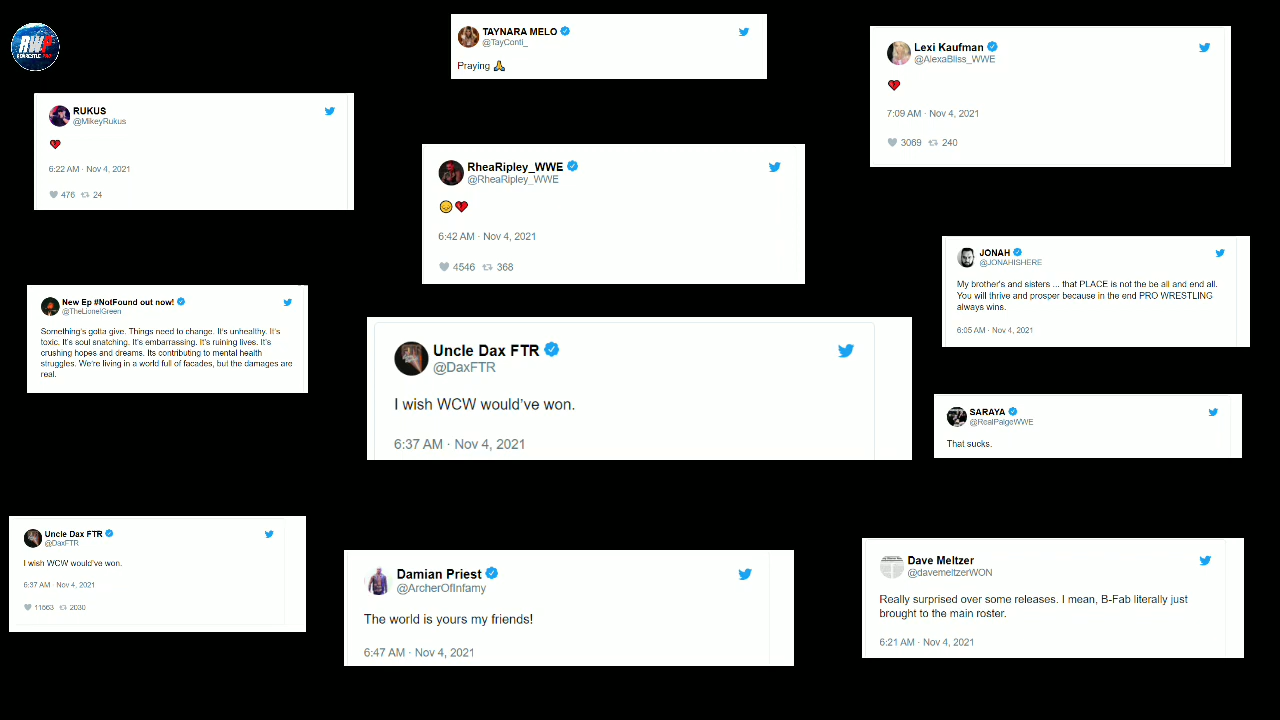 RWP
TAYNARA MELO
@TayConti_
Praying 🙏
Lexi Kaufman
@AlexaBliss_WWE
💔
7:09 AM · Nov 4, 2021
3069 240
RUKUS
@MikeyRukus
💔
6:22 AM · Nov 4, 2021
476 24
RheaRipley_WWE
@RheaRipley_WWE
😞💔
6:42 AM · Nov 4, 2021
4546 368
JONAH
@JONAHISHERE
My brother's and sisters ... that PLACE is not the be all and end all.
You will thrive and prosper because in the end PRO WRESTLING
always wins.
6:05 AM · Nov 4, 2021
New Ep #NotFound out now!
@TheLionelGreen
Something's gotta give. Things need to change. It's unhealthy. It's
toxic. It's soul snatching. It's embarrassing. It's ruining lives. It's
crushing hopes and dreams. Its contributing to mental health
struggles. We're living in a world full of facades, but the damages are
real.
Uncle Dax FTR
@DaxFTR
I wish WCW would've won.
6:37 AM · Nov 4, 2021
SARAYA
@RealPaigeWWE
That sucks.
Uncle Dax FTR
@DaxFTR
I wish WCW would've won.
6:37 AM · Nov 4, 2021
11563 2030
Damian Priest
@ArcherOfInfamy
The world is yours my friends!
6:47 AM · Nov 4, 2021
Dave Meltzer
@davemeltzerWON
Really surprised over some releases. I mean, B-Fab literally just
brought to the main roster.
6:21 AM · Nov 4, 2021